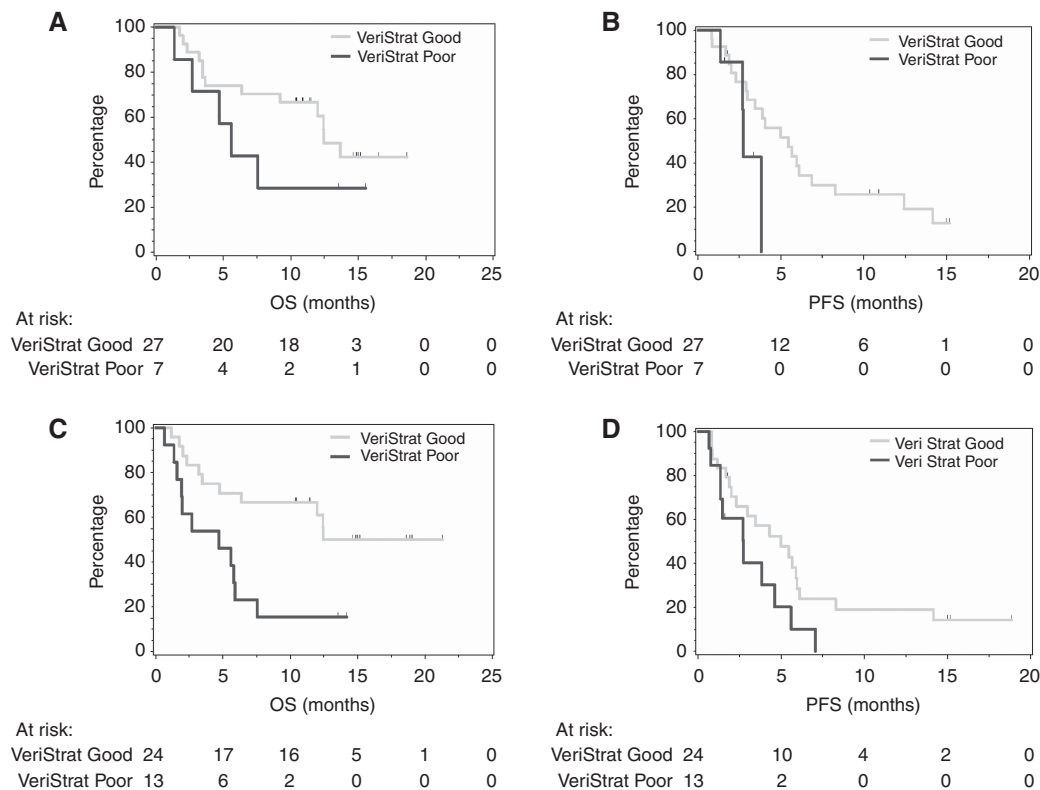 A
100
80
60
40
20
0
Percentage
VeriStrat Good
VeriStrat Poor
0 5 10 15 20 25
OS (months)
At risk:
VeriStrat Good 27 20 18 3 0 0
VeriStrat Poor 7 4 2 1 0 0
B
100
80
60
40
20
0
Percentage
VeriStrat Good
VeriStrat Poor
0 5 10 15 20
PFS (months)
At risk:
VeriStrat Good 27 12 6 1 0
VeriStrat Poor 7 0 0 0 0
C
100
80
60
40
20
0
Percentage
VeriStrat Good
VeriStrat Poor
0 5 10 15 20 25
OS (months)
At risk:
VeriStrat Good 24 17 16 5 1 0
VeriStrat Poor 13 6 2 0 0 0
D
100
80
60
40
20
0
Percentage
Veri Strat Good
Veri Strat Poor
0 5 10 15 20
PFS (months)
At risk:
VeriStrat Good 24 10 4 2 0
VeriStrat Poor 13 2 0 0 0